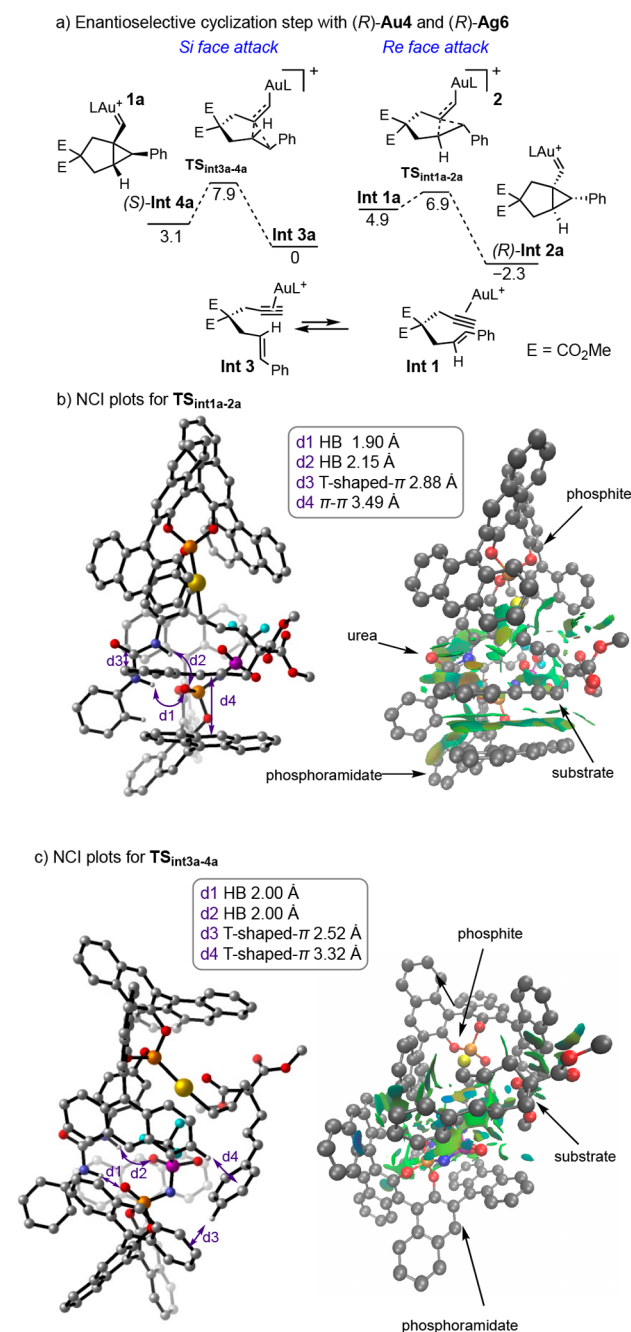 a) Enantioselective cyclization step with (R)-Au4 and (R)-Ag6
Si face attack
Re face attack
AuL
+
AuL
+
2
LAu+
1a
E
E
H
Ph
E
E
H
Ph
E
E
H
Ph
TSint3a-4a
TSint1a-2a
LAu+
E
E
H
Ph
(S)-Int 4a
7.9
Int 3a
Int 1a
4.9
6.9
(R)-Int 2a
3.1
0
−2.3
AuL+
AuL+
E
E
H
Ph
Int 3
E
E
Ph
H
Int 1
E = CO2Me
b) NCI plots for TSint1a-2a
d1 HB 1.90 Å
d2 HB 2.15 Å
d3 T-shaped-π 2.88 Å
d4 π-π 3.49 Å
phosphite
urea
d3
d2
d4
d1
phosphoramidate
substrate
c) NCI plots for TSint3a-4a
d1 HB 2.00 Å
d2 HB 2.00 Å
d3 T-shaped-π 2.52 Å
d4 T-shaped-π 3.32 Å
phosphite
d1
d2
d4
substrate
d3
phosphoramidate